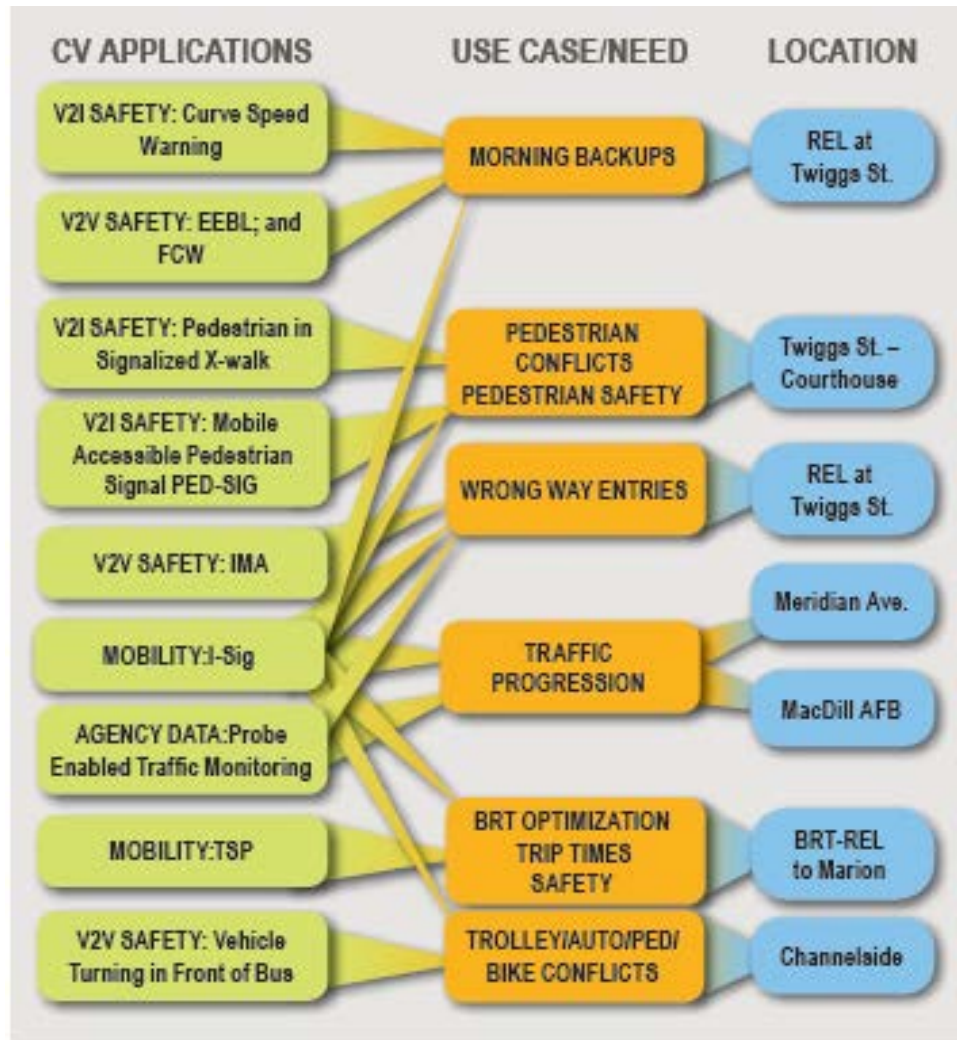 CV APPLICATIONS
USE CASE/NEED
LOCATION
V2I SAFETY: Curve Speed
Warning
V2V SAFETY: EEBL; and
FCW
V2I SAFETY: Pedestrian in
Signalized X-walk
V2I SAFETY: Mobile
Accessible Pedestrian
Signal PED-SIG
V2V SAFETY: IMA
MOBILITY:I-Sig
AGENCY DATA:Probe
Enabled Traffic Monitoring
MOBILITY:TSP
V2V SAFETY: Vehicle
Turning in Front of Bus
MORNING BACKUPS
PEDESTRIAN
CONFLICTS
PEDESTRIAN SAFETY
WRONG WAY ENTRIES
TRAFFIC
PROGRESSION
BRT OPTIMIZATION
TRIP TIMES
SAFETY
TROLLEY/AUTO/PED/
BIKE CONFLICTS
REL at
Twiggs St.
Twiggs St. –
Courthouse
REL at
Twiggs St.
Meridian Ave.
MacDill AFB
BRT-REL
to Marion
Channelside